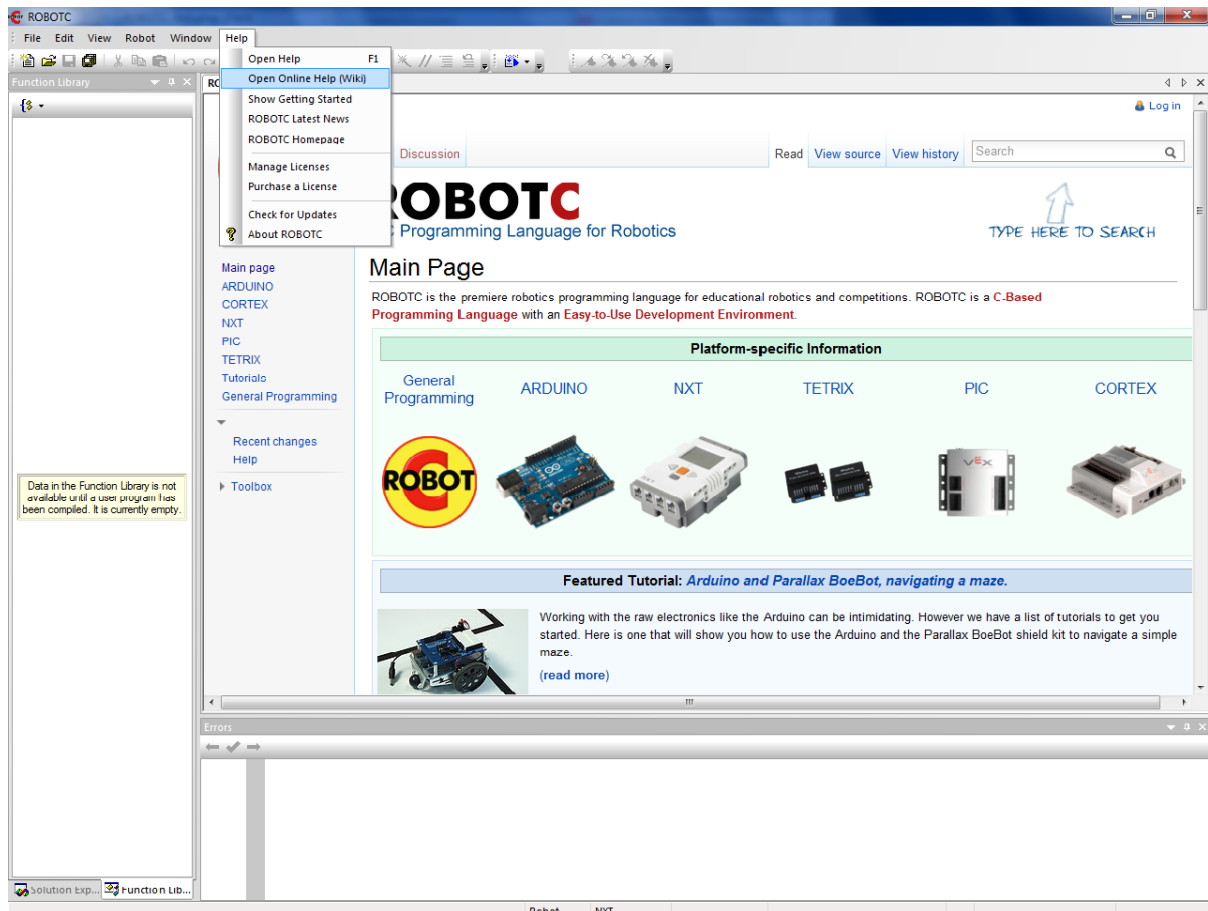 ROBOTC
File Edit View Robot Window Help
Open Help F1
Open Online Help (Wiki)
Show Getting Started
ROBOTC Latest News
ROBOTC Homepage
Manage Licenses
Purchase a License
Check for Updates
About ROBOTC
Function Library
Data in the Function Library is not
available until a user program has
been compiled. It is currently empty.
Solution Exp... Function Lib...
RO
Log in
Discussion
Read View source View history Search
ROBOTC
C Programming Language for Robotics
TYPE HERE TO SEARCH
Main page
ARDUINO
CORTEX
NXT
PIC
TETRIX
Tutorials
General Programming
Recent changes
Help
Toolbox
Main Page
ROBOTC is the premiere robotics programming language for educational robotics and competitions. ROBOTC is a C-Based
Programming Language with an Easy-to-Use Development Environment.
Platform-specific Information
General
Programming
ARDUINO NXT TETRIX PIC CORTEX
ROBOT
VEX
Featured Tutorial: Arduino and Parallax BoeBot, navigating a maze.
Working with the raw electronics like the Arduino can be intimidating. However we have a list of tutorials to get you
started. Here is one that will show you how to use the Arduino and the Parallax BoeBot shield kit to navigate a simple
maze.
(read more)
Errors
Robot NXT